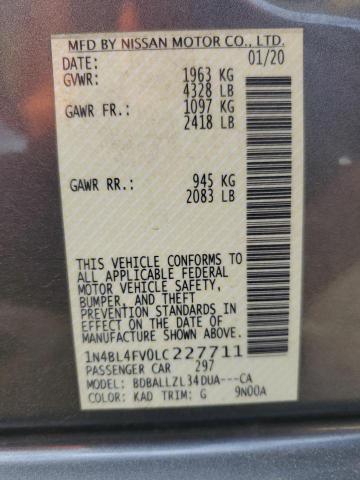 MFD BY NISSAN MOTOR CO., LTD.
DATE: 01/20
GVWR: 1963 KG
4328 LB
GAWR FR.: 1097 KG
2418 LB
GAWR RR.: 945 KG
2083 LB
THIS VEHICLE CONFORMS TO
ALL APPLICABLE FEDERAL
MOTOR VEHICLE SAFETY,
BUMPER, AND THEFT
PREVENTION STANDARDS
IN EFFECT ON THE DATE OF
MANUFACTURE SHOWN ABOVE.
1N4BL4FV0LC227711
PASSENGER CAR 297
MODEL: BDBALLZL34DUA---CA
COLOR: KAD TRIM: G 9N00A